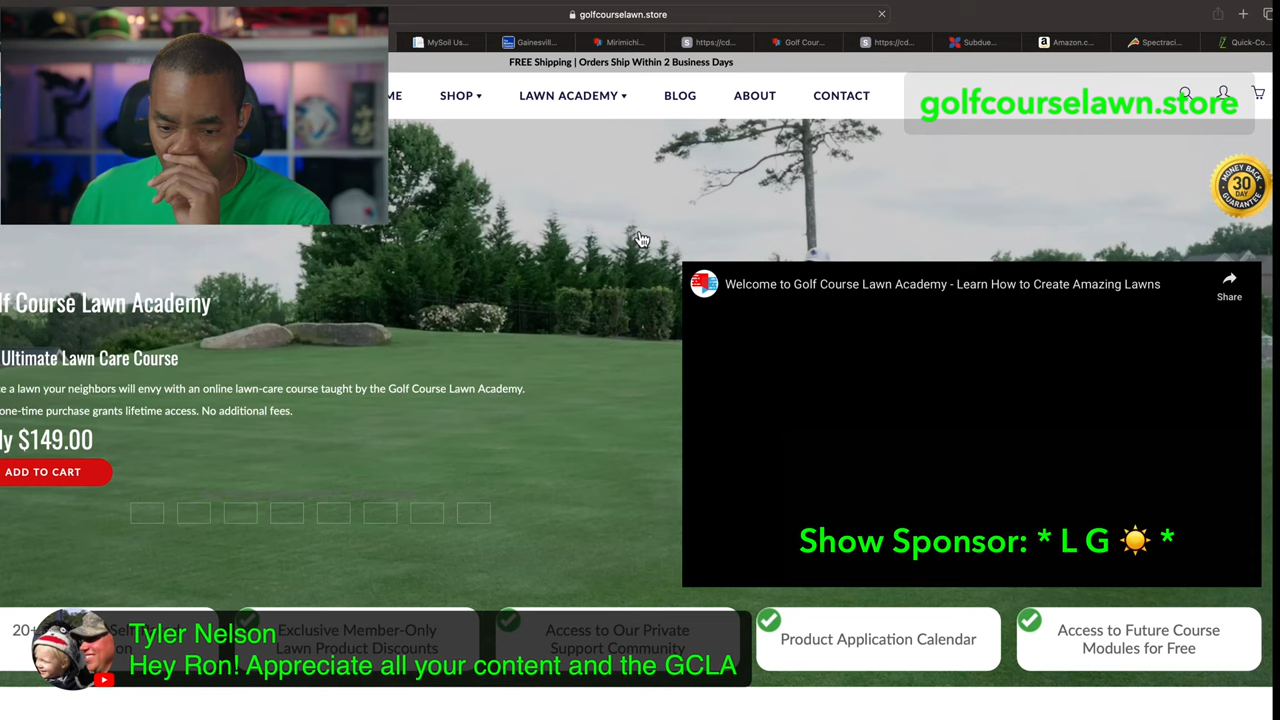 golfcourselawn.store
MySoil Us...
Gainesvill...
Mirimichi...
https://cd...
Golf Cour...
https://cd...
Subdue...
Amazon.c...
Spectraci...
Quick-Co...
FREE Shipping | Orders Ship Within 2 Business Days
ME
SHOP
LAWN ACADEMY
BLOG
ABOUT
CONTACT
golfcourselawn.store
MONEY BACK
30
DAY
GUARANTEE
Welcome to Golf Course Lawn Academy - Learn How to Create Amazing Lawns
Share
lf Course Lawn Academy
Ultimate Lawn Care Course
te a lawn your neighbors will envy with an online lawn-care course taught by the Golf Course Lawn Academy.
one-time purchase grants lifetime access. No additional fees.
ly $149.00
ADD TO CART
Show Sponsor: * L G ☀️ *
Exclusive Member-Only
Lawn Product Discounts
Access to Our Private
Support Community
Product Application Calendar
Access to Future Course
Modules for Free
Tyler Nelson
Hey Ron! Appreciate all your content and the GCLA